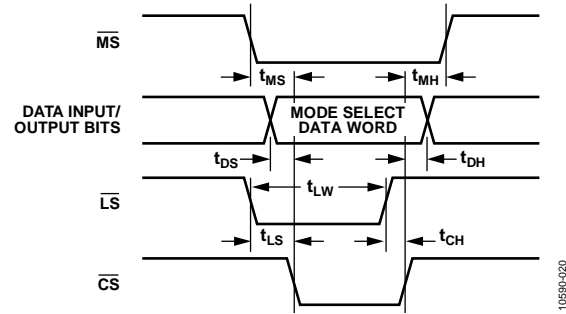 MS
tMS
tMH
DATA INPUT/
OUTPUT BITS
MODE SELECT
DATA WORD
tDS
tDH
LS
tLW
tLS
tCH
CS
10590-020